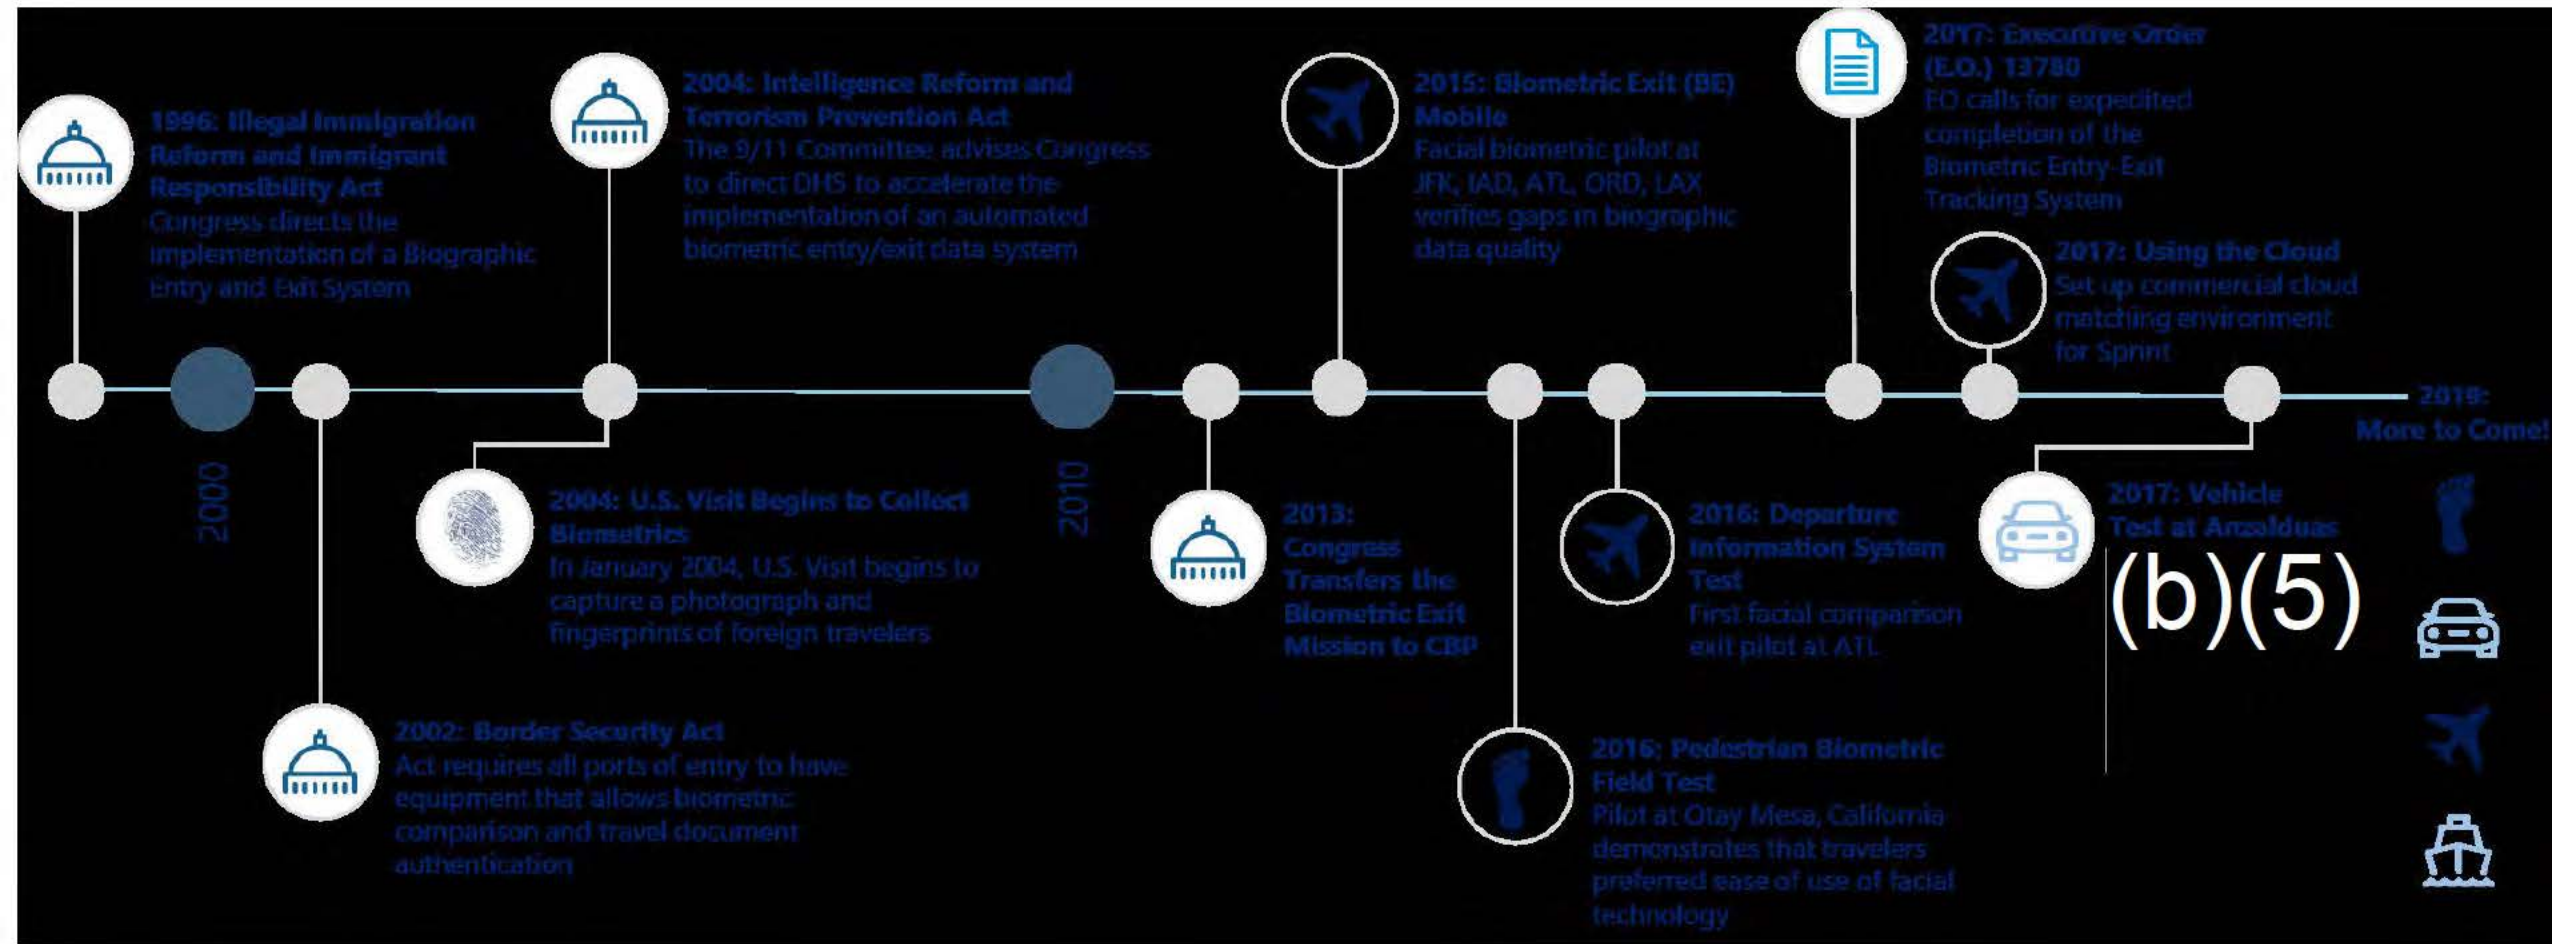 1996: Illegal Immigration
Reform and Immigrant
Responsibility Act
Congress directs the
implementation of a Biographic
Entry and Exit System
2000
2002: Border Security Act
Act requires all ports of entry to have
equipment that allows biometric
comparison and travel document
authentication
2004: Intelligence Reform and
Terrorism Prevention Act
The 9/11 Committee advises Congress
to direct DHS to accelerate the
implementation of an automated
biometric entry/exit data system
2004: U.S. Visit Begins to Collect
Biometrics
In January 2004, U.S. Visit begins to
capture a photograph and
fingerprints of foreign travelers
2010
2013:
Congress
Transfers the
Biometric Exit
Mission to CBP
2015: Biometric Exit (BE)
Mobile
Facial biometric pilot at
JFK, IAD, ATL, ORD, LAX
verifies gaps in biographic
data quality
2016: Pedestrian Biometric
Field Test
Pilot at Otay Mesa, California
demonstrates that travelers
preferred ease of use of facial
technology
2016: Departure
Information System
Test
First facial comparison
exit pilot at ATL
2017: Executive Order
(E.O.) 13780
EO calls for expedited
completion of the
Biometric Entry-Exit
Tracking System
2017: Using the Cloud
Set up commercial cloud
matching environment
for Sprint
2017: Vehicle
Test at Anzalduas
(b)(5)
2019:
More to Come!